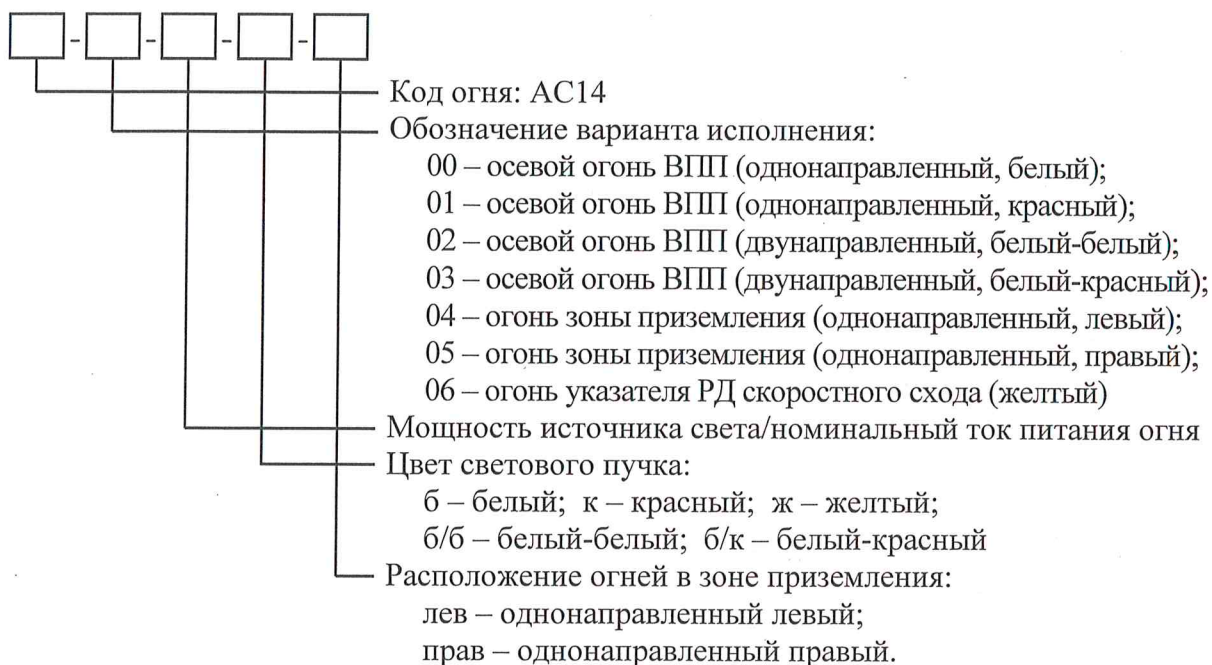 - - - -
Код огня: АС14
Обозначение варианта исполнения:
00 – осевой огонь ВПП (однонаправленный, белый);
01 – осевой огонь ВПП (однонаправленный, красный);
02 – осевой огонь ВПП (двунаправленный, белый-белый);
03 – осевой огонь ВПП (двунаправленный, белый-красный);
04 – огонь зоны приземления (однонаправленный, левый);
05 – огонь зоны приземления (однонаправленный, правый);
06 – огонь указателя РД скоростного схода (желтый)
Мощность источника света/номинальный ток питания огня
Цвет светового пучка:
б – белый; к – красный; ж – желтый;
б/б – белый-белый; б/к – белый-красный
Расположение огней в зоне приземления:
лев – однонаправленный левый;
прав – однонаправленный правый.